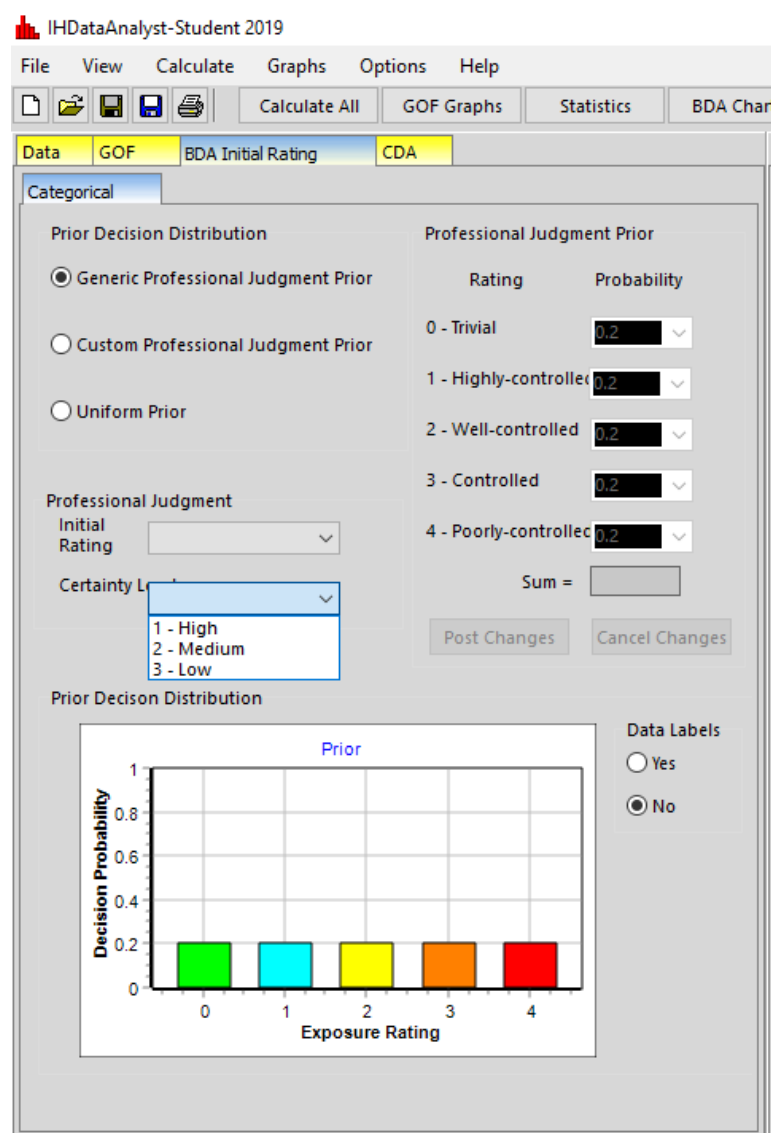 IHDataAnalyst-Student 2019
File View Calculate Graphs Options Help
Calculate All GOF Graphs Statistics BDA Char
Data GOF BDA Initial Rating CDA
Categorical
Prior Decision Distribution
Generic Professional Judgment Prior
Custom Professional Judgment Prior
Uniform Prior
Professional Judgment Prior
Rating Probability
0 - Trivial 0.2
1 - Highly-controlled 0.2
2 - Well-controlled 0.2
3 - Controlled 0.2
4 - Poorly-controlled 0.2
Sum =
Post Changes Cancel Changes
Professional Judgment
Initial
Rating
Certainty
1 - High
2 - Medium
3 - Low
Prior Decison Distribution
Prior
Decision Probability
1
0.8
0.6
0.4
0.2
0
0 1 2 3 4
Exposure Rating
Data Labels
Yes
No